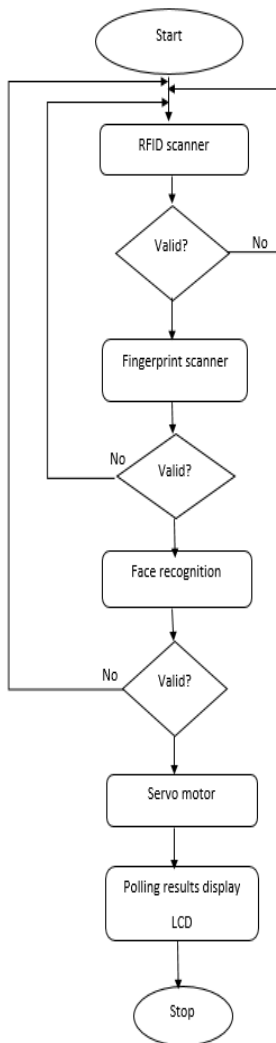 Start
RFID scanner
Valid?
No
Fingerprint scanner
No
Valid?
Face recognition
No
Valid?
Servo motor
Polling results display
LCD
Stop